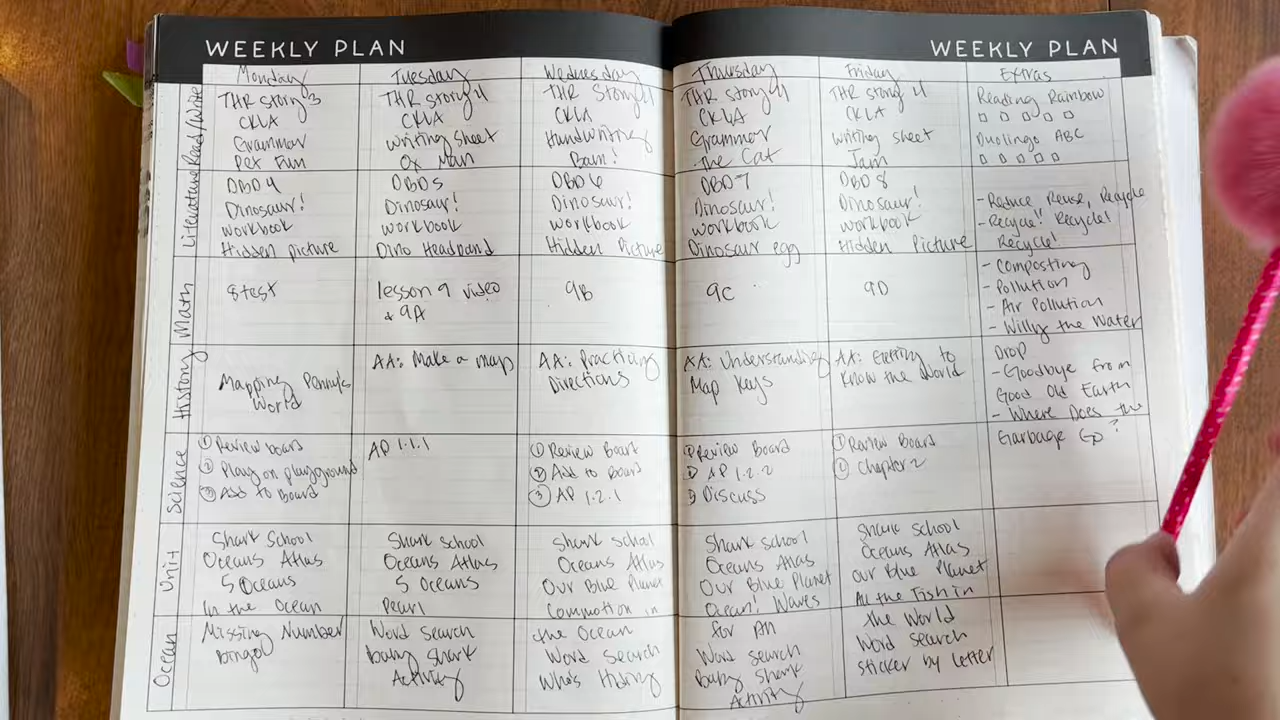 WEEKLY PLAN
WEEKLY PLAN
Monday
Tuesday
Wednesday
Thursday
Friday
Extras
Literature Read/Write
THR Story 3
CKLA
Grammar
Pet Fun
THR story 4
CKLA
Writing sheet
Ox Man
THR Story 4
CKLA
Handwriting
Bam!
THR Story 4
CKLA
Grammar
The Cat
THR story 4
CKLA
Writing sheet
Jam
Reading Rainbow
Duolingo ABC
DBD 4
Dinosaur!
Workbook
Hidden picture
DBD5
Dinosaur!
Workbook
Dino Headband
DBD 6
Dinosaur!
Workbook
Hidden Picture
DBD 7
Dinosaur!
Workbook
Dinosaur egg
DBD 8
Dinosaur!
Workbook
Hidden Picture
- Reduce Reuse, Recycle
- Recycle! Recycle!
Recycle!
- Composting
- Pollution
- Air Pollution
- Willy the Water
Drop
- Goodbye from
Good Old Earth
- Where Does the
Garbage Go?
Math
8 test
lesson 9 video
& 9A
9B
9C
9D
History
Mapping Penny's
World
AA: Make a map
AA: Practicing
Directions
AA: Understanding
Map Keys
AA: Getting to
Know the World
Science
① Review board
② Play on playground
③ Add to Board
AP 1.1.1
① Review Board
② Add to Board
③ AP 1.2.1
① Review Board
② AP 1.2.2
③ Discuss
① Review Board
② Chapter 2
Ocean Unit
Shark School
Oceans Atlas
5 Oceans
In the Ocean
Missing Number
Bingo
Shark School
Oceans Atlas
5 Oceans
Pearl
Word search
Baby Shark
Activity
Shark School
Oceans Atlas
Our Blue Planet
Commotion in
the Ocean
Word search
Who's Hiding
Shark School
Oceans Atlas
Our Blue Planet
Ocean! Waves
for All
Word search
Baby Shark
Activity
Shark School
Oceans Atlas
Our Blue Planet
All the Fish in
the World
Word search
Sticker by letter